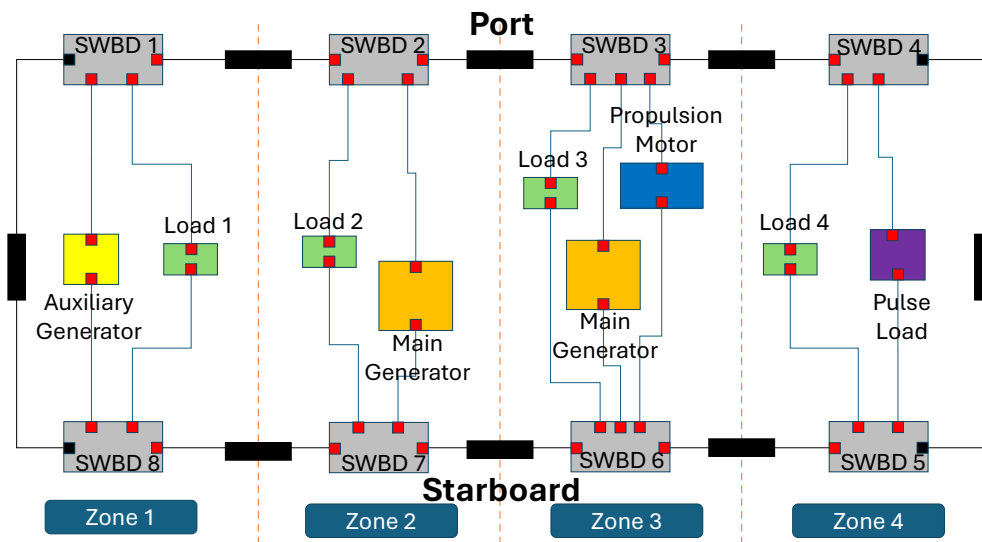 Port
SWBD 1
SWBD 2
SWBD 3
SWBD 4
Propulsion
Motor
Load 3
Load 1
Load 2
Load 4
Auxiliary
Generator
Main
Generator
Main
Generator
Pulse
Load
SWBD 8
SWBD 7
SWBD 6
SWBD 5
Starboard
Zone 1
Zone 2
Zone 3
Zone 4